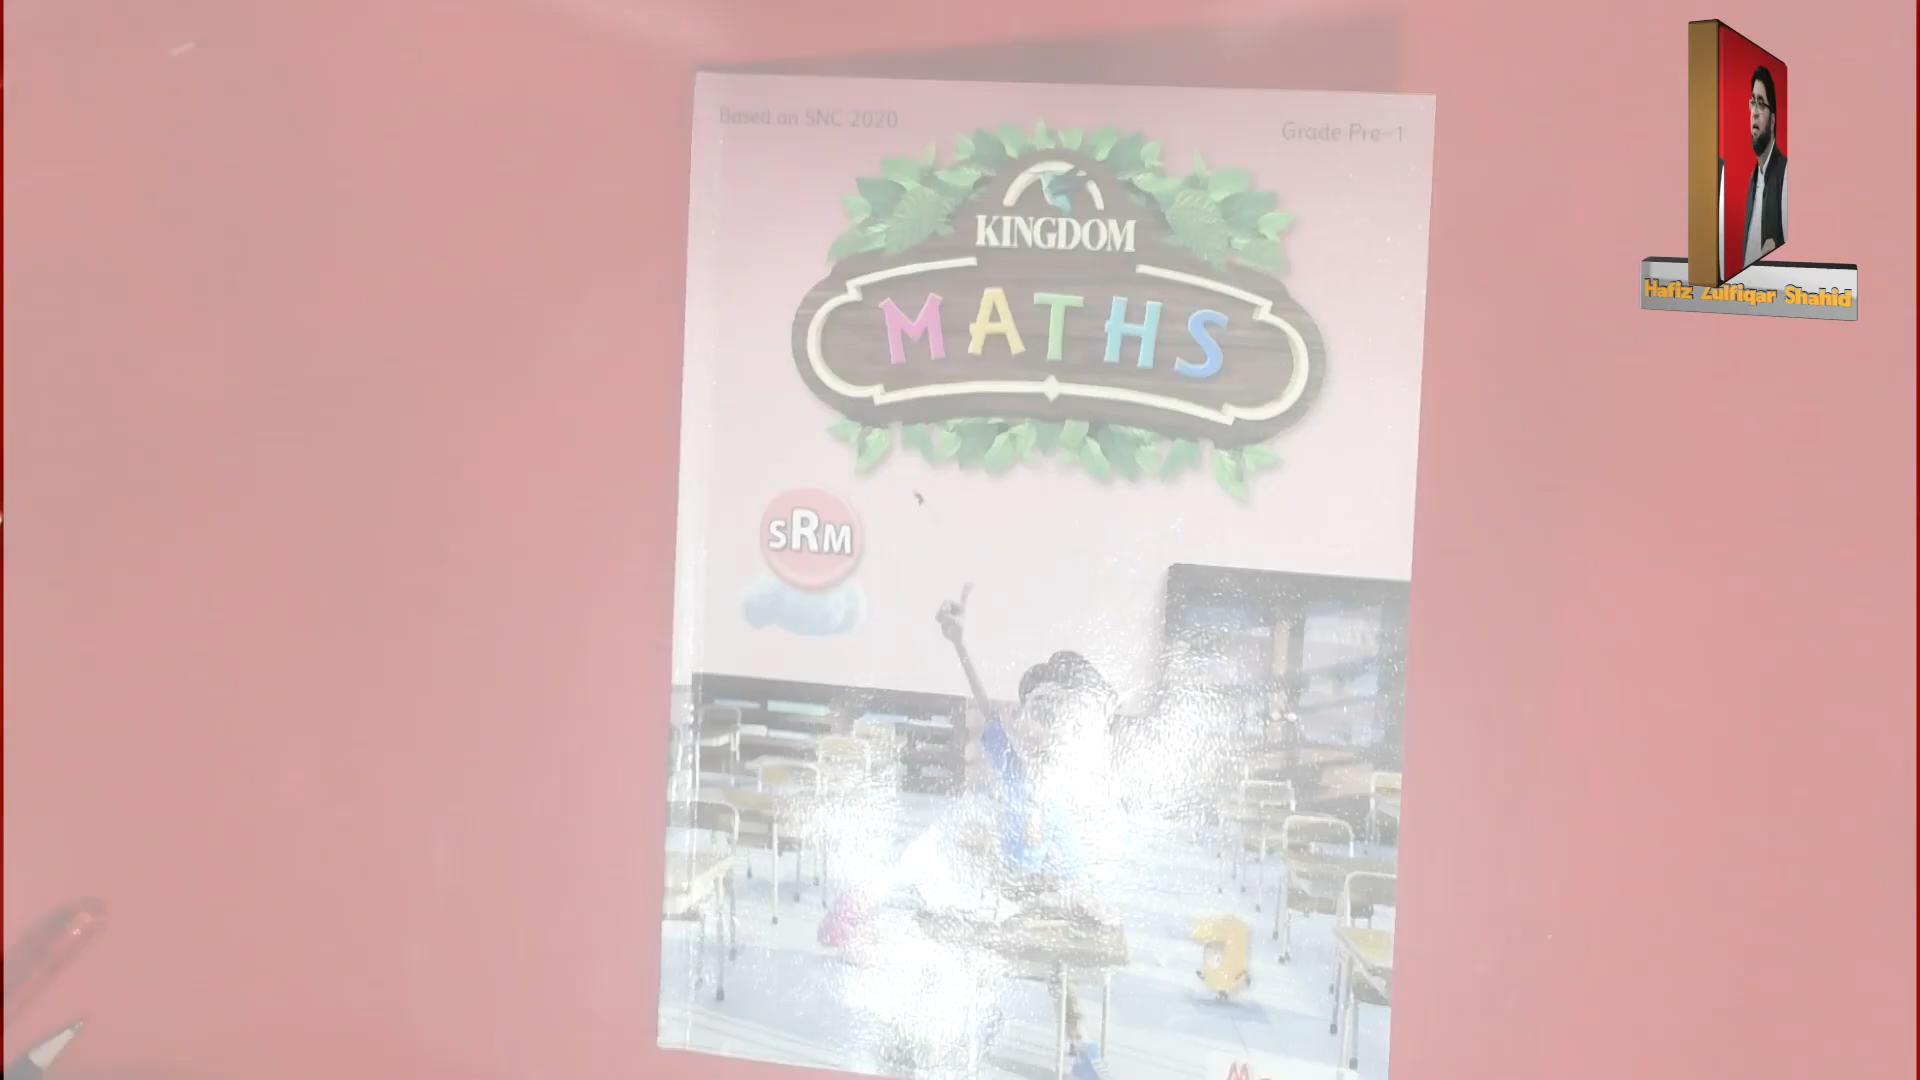 Based on SNC 2020
Grade Pre-1
KINGDOM
MATHS
SRM
Hafiz Zulfiqar Shahid